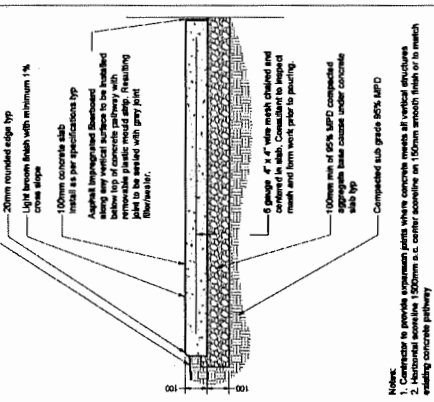 20mm rounded edge typ
Light broom finish with minimum 1%
cross slope
100mm concrete slab
Install as per specifications typ
Asphalt impregnated fiberboard
along any vertical surface to be installed
below top of concrete pathway with
removable plastic mould strip. Resulting
joint to be sealed with grey joint
filler/sealer.
6 gauge 4" x 4" wire mesh chaired and
centered in slab. Consultant to inspect
mesh and form work prior to pouring.
100mm min of 95% MPD compacted
aggregate base cause under concrete
slab typ
Compacted sub grade 95% MPD
100
100
Notes:
1. Contractor to provide expansion joints where concrete meets all vertical structures
2. Horizontal scoreline 1500mm o.c. center scoreline on 150mm smooth finish or to match
existing concrete pathway